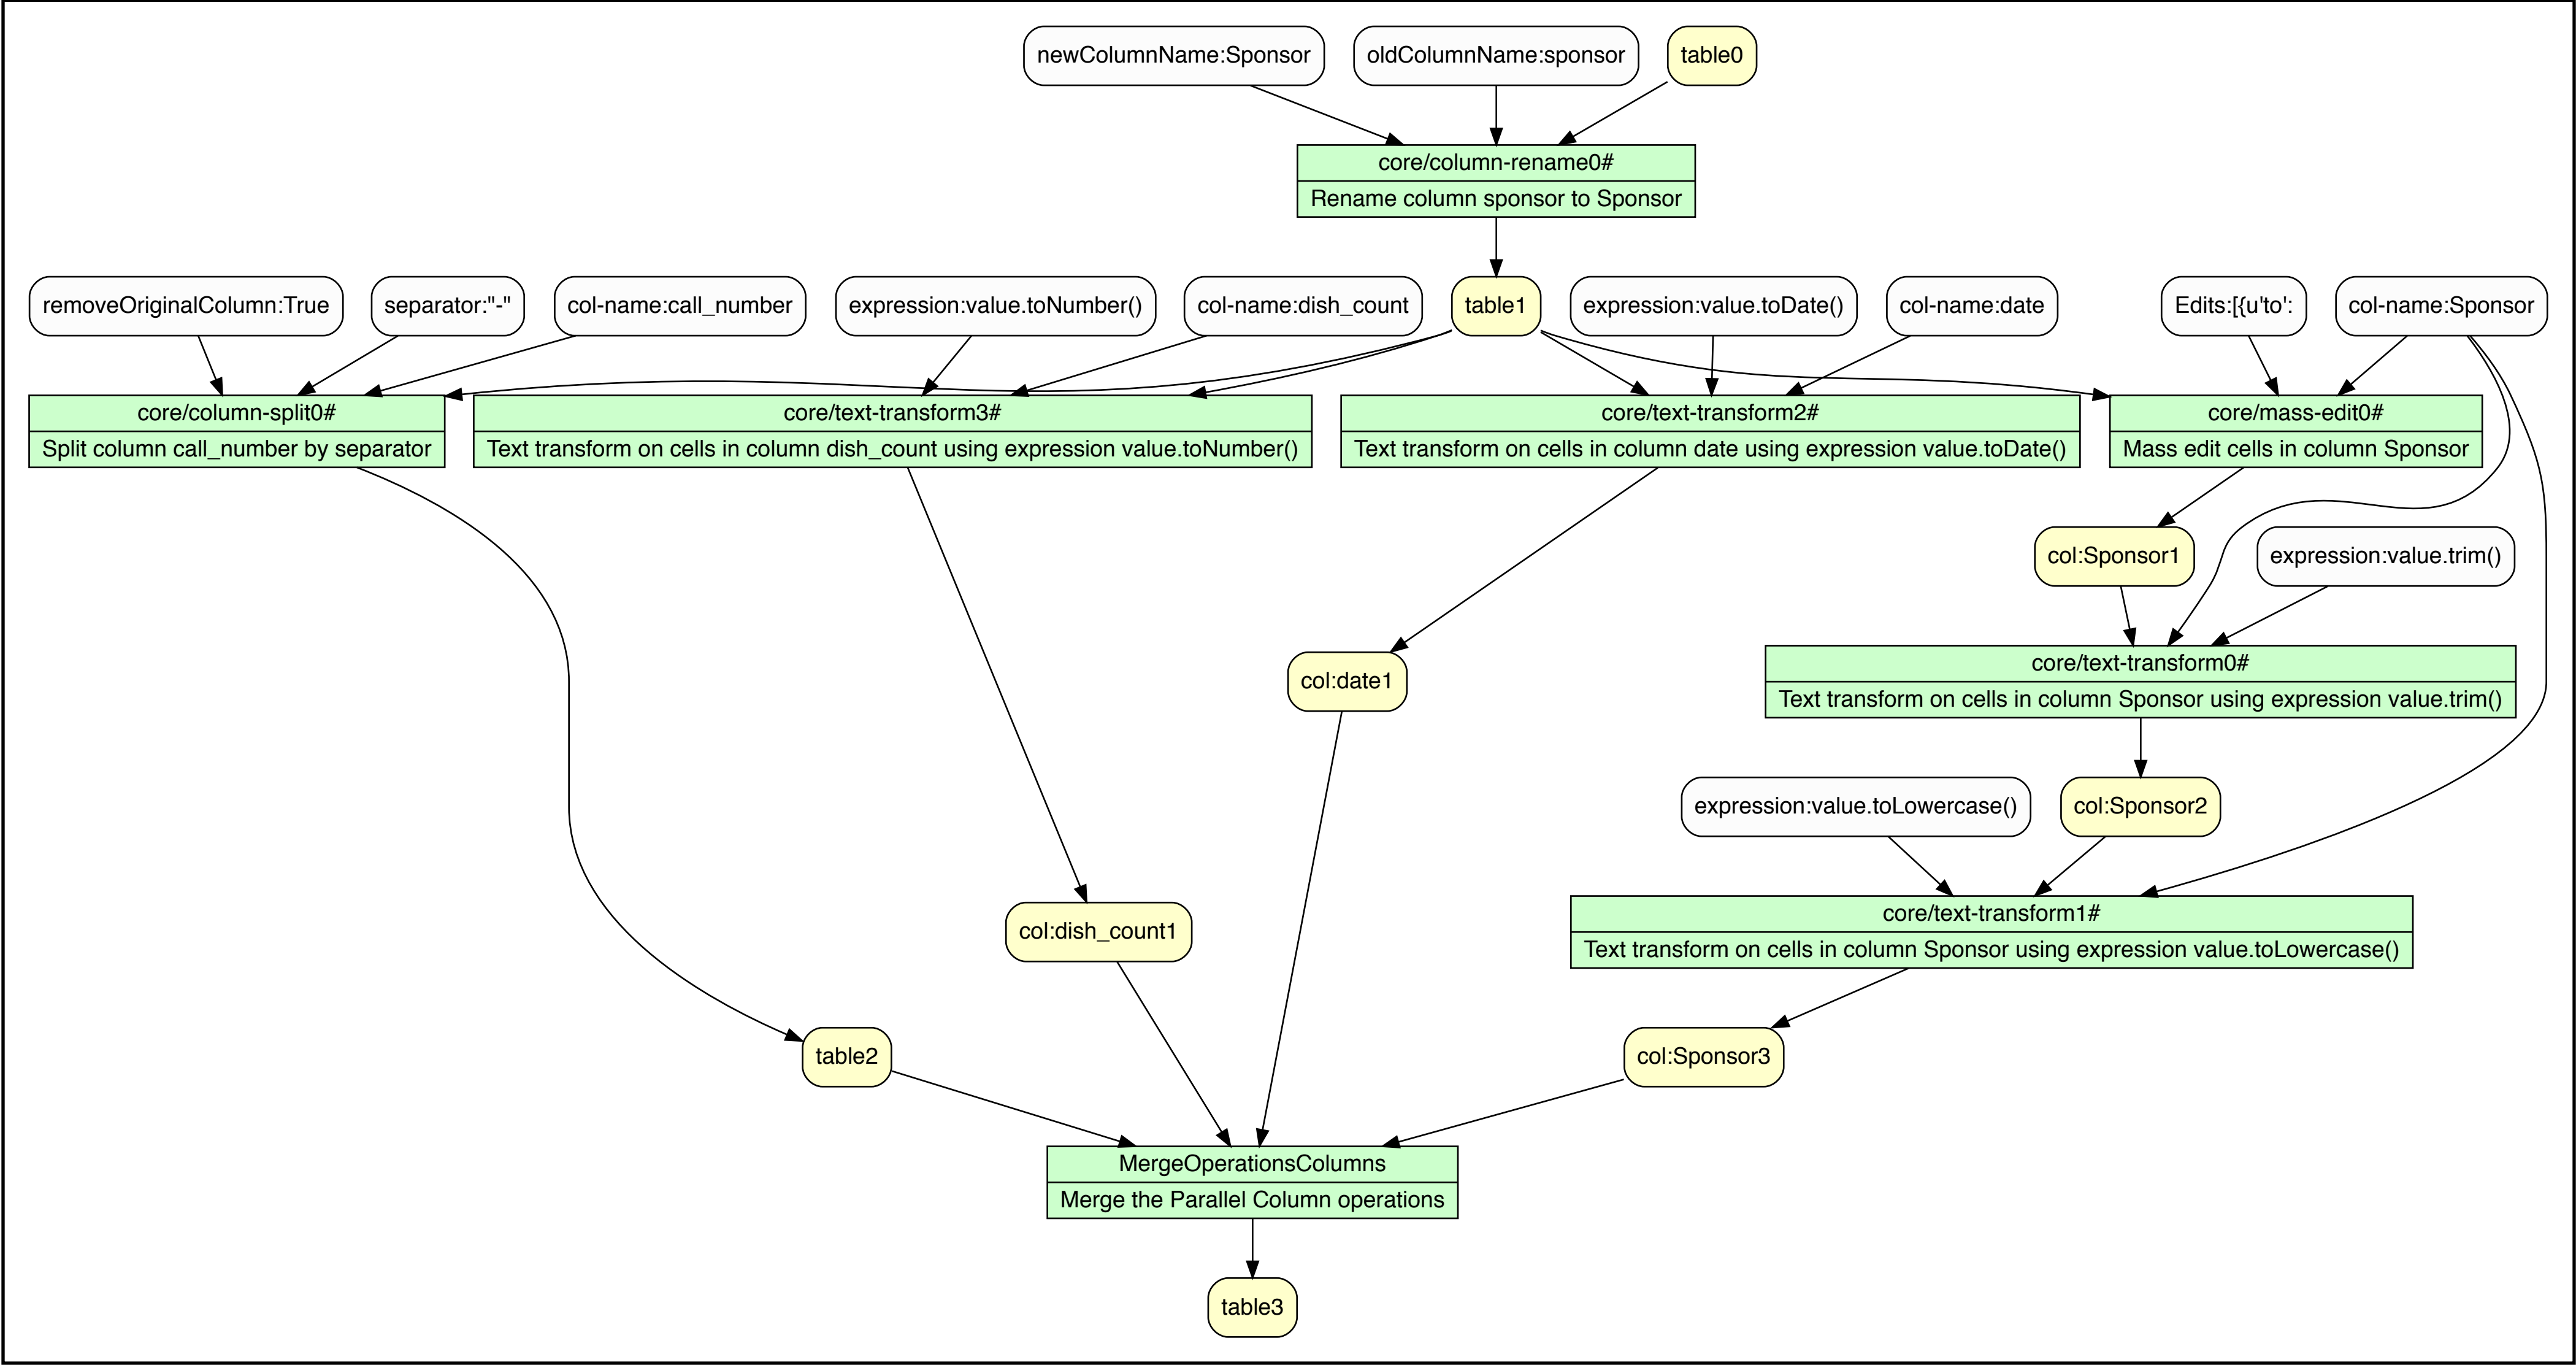 newColumnName:Sponsor
oldColumnName:sponsor
table0
core/column-rename0#
Rename column sponsor to Sponsor
removeOriginalColumn:True
separator:"-"
col-name:call_number
expression:value.toNumber()
col-name:dish_count
table1
expression:value.toDate()
col-name:date
Edits:[{u'to':
col-name:Sponsor
core/column-split0#
Split column call_number by separator
core/text-transform3#
Text transform on cells in column dish_count using expression value.toNumber()
core/text-transform2#
Text transform on cells in column date using expression value.toDate()
core/mass-edit0#
Mass edit cells in column Sponsor
col:Sponsor1
expression:value.trim()
core/text-transform0#
Text transform on cells in column Sponsor using expression value.trim()
col:date1
expression:value.toLowercase()
col:Sponsor2
core/text-transform1#
Text transform on cells in column Sponsor using expression value.toLowercase()
col:dish_count1
table2
col:Sponsor3
MergeOperationsColumns
Merge the Parallel Column operations
table3